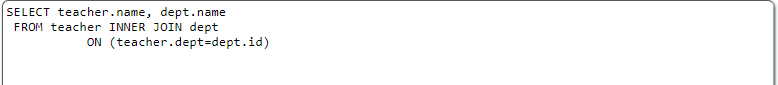 SELECT teacher.name, dept.name
 FROM teacher INNER JOIN dept
           ON (teacher.dept=dept.id)